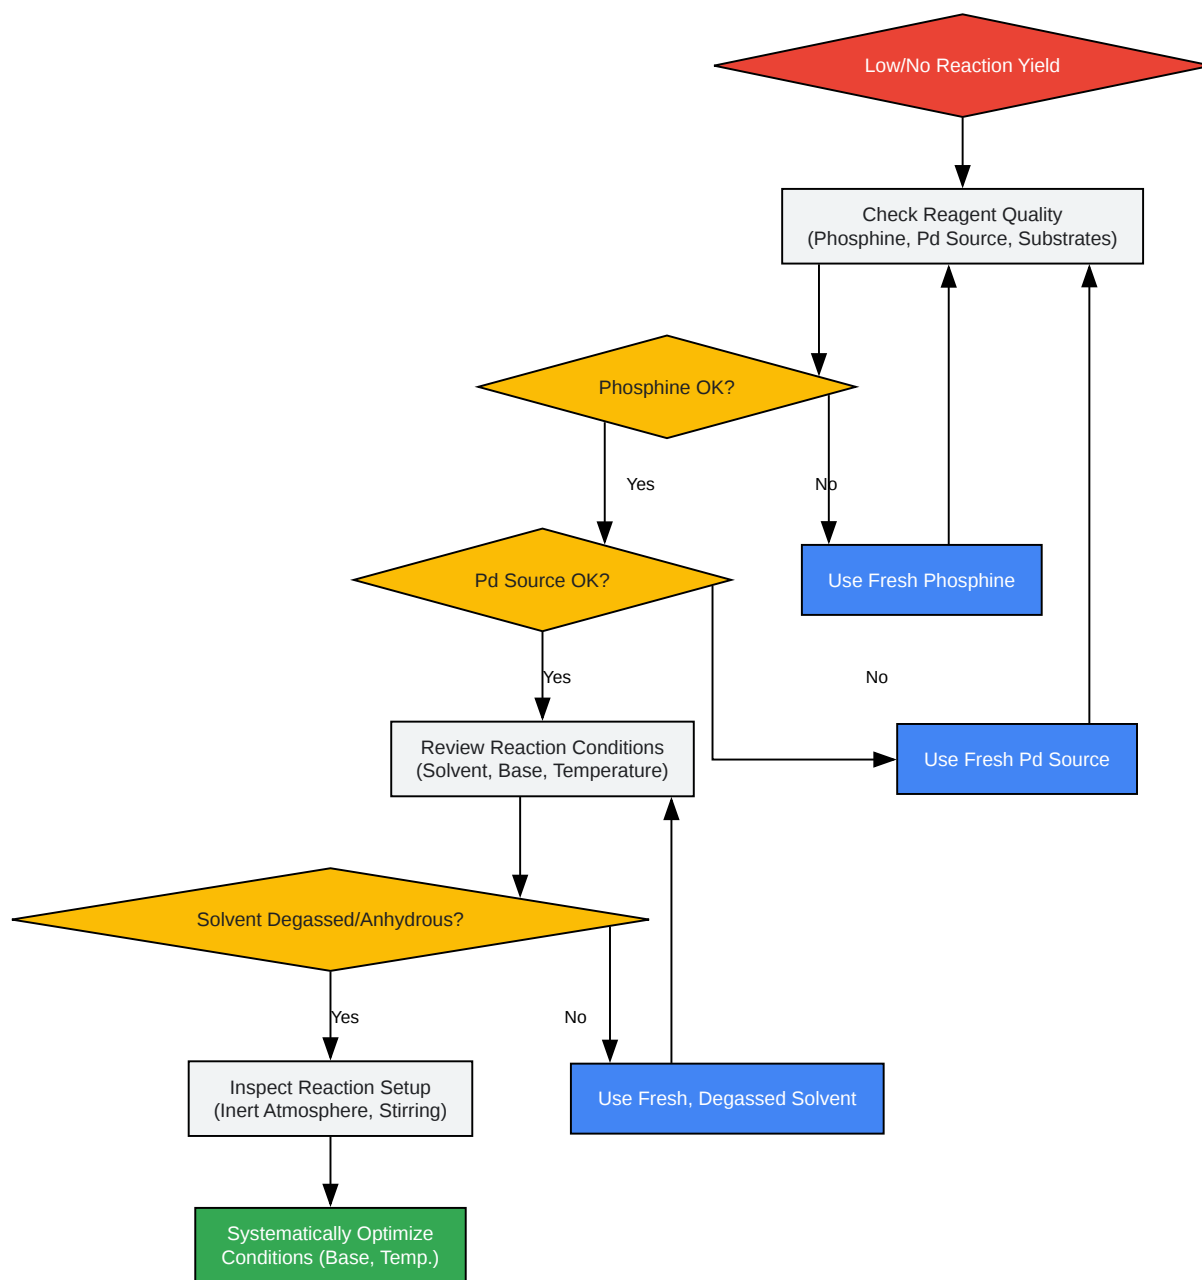 Low/No Reaction Yield
Check Reagent Quality
(Phosphine, Pd Source, Substrates)
Phosphine OK?
Yes
No
Pd Source OK?
Use Fresh Phosphine
Yes
No
Review Reaction Conditions
(Solvent, Base, Temperature)
Use Fresh Pd Source
Solvent Degassed/Anhydrous?
Yes
No
Inspect Reaction Setup
(Inert Atmosphere, Stirring)
Use Fresh, Degassed Solvent
Systematically Optimize
Conditions (Base, Temp.)